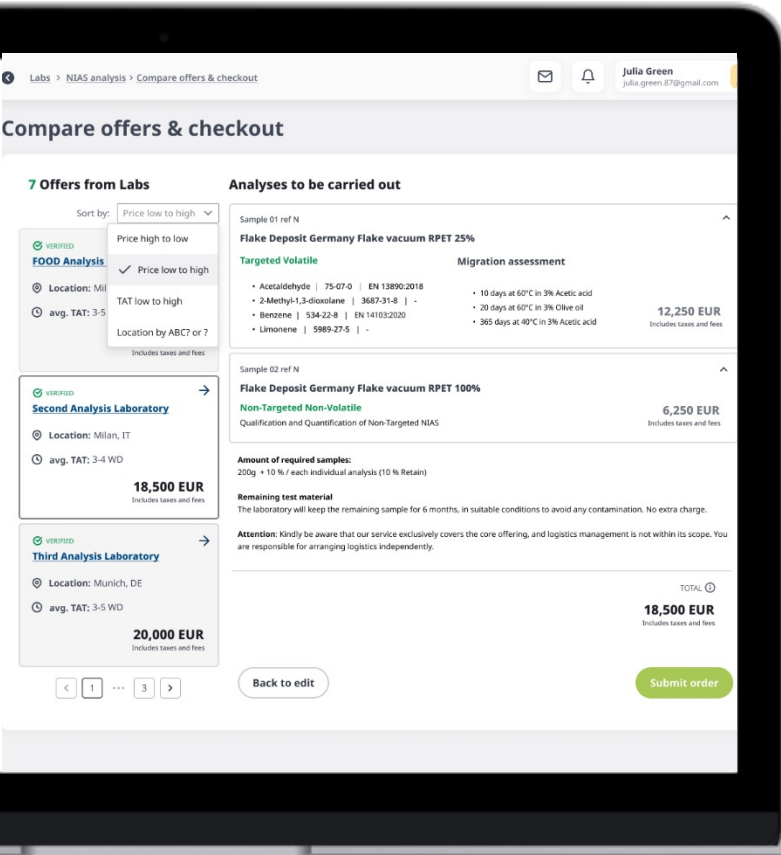 Labs > NIAS analysis > Compare offers & checkout
Julia Green
julia.green.87@gmail.com
Compare offers & checkout
7 Offers from Labs
Sort by: Price low to high
Price high to low
Price low to high
TAT low to high
Location by ABC? or ?
VERIFIED
FOOD Analysis
Location: Mil
avg. TAT: 3-5
Includes taxes and fees
VERIFIED
Second Analysis Laboratory
Location: Milan, IT
avg. TAT: 3-4 WD
18,500 EUR
Includes taxes and fees
VERIFIED
Third Analysis Laboratory
Location: Munich, DE
avg. TAT: 3-5 WD
20,000 EUR
Includes taxes and fees
< 1 ··· 3 >
Analyses to be carried out
Sample 01 ref N
Flake Deposit Germany Flake vacuum RPET 25%
Targeted Volatile
• Acetaldehyde | 75-07-0 | EN 13890:2018
• 2-Methyl-1,3-dioxolane | 3687-31-8 | -
• Benzene | 534-22-8 | EN 14103:2020
• Limonene | 5989-27-5 | -
Migration assessment
• 10 days at 60°C in 3% Acetic acid
• 20 days at 60°C in 3% Olive oil
• 365 days at 40°C in 3% Acetic acid
12,250 EUR
Includes taxes and fees
Sample 02 ref N
Flake Deposit Germany Flake vacuum RPET 100%
Non-Targeted Non-Volatile
Qualification and Quantification of Non-Targeted NIAS
6,250 EUR
Includes taxes and fees
Amount of required samples:
200g + 10 % / each individual analysis (10 % Retain)
Remaining test material
The laboratory will keep the remaining sample for 6 months, in suitable conditions to avoid any contamination. No extra charge.
Attention: Kindly be aware that our service exclusively covers the core offering, and logistics management is not within its scope. You
are responsible for arranging logistics independently.
TOTAL
18,500 EUR
Includes taxes and fees
Back to edit
Submit order